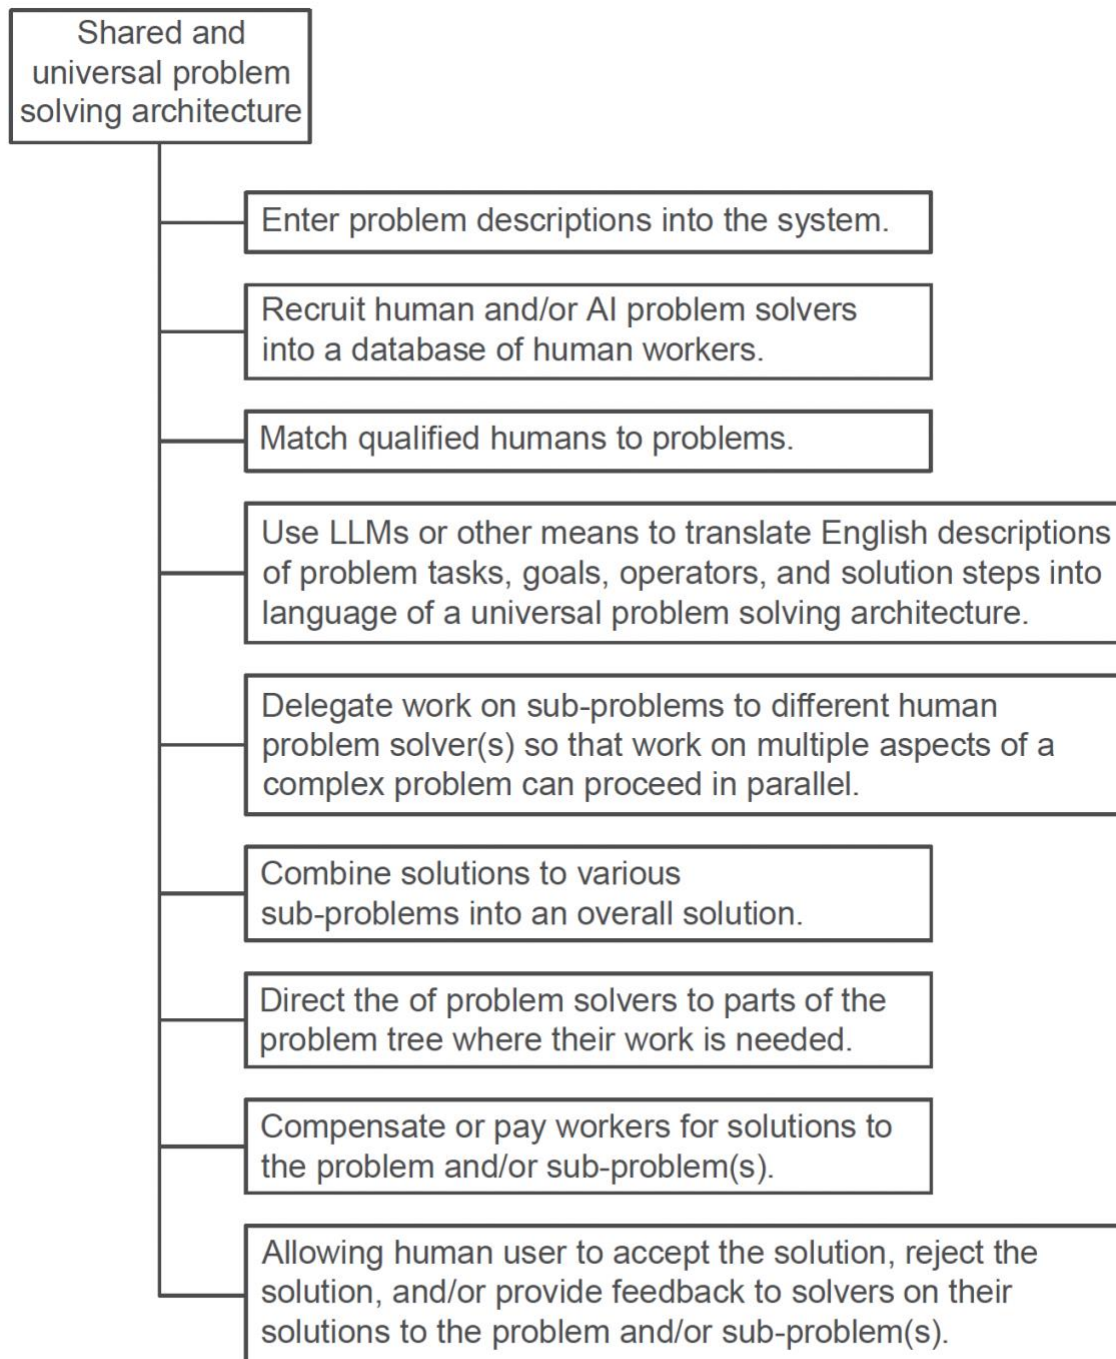 Shared and
universal problem
solving architecture
Enter problem descriptions into the system.
Recruit human and/or AI problem solvers
into a database of human workers.
Match qualified humans to problems.
Use LLMs or other means to translate English descriptions
of problem tasks, goals, operators, and solution steps into
language of a universal problem solving architecture.
Delegate work on sub-problems to different human
problem solver(s) so that work on multiple aspects of a
complex problem can proceed in parallel.
Combine solutions to various
sub-problems into an overall solution.
Direct the of problem solvers to parts of the
problem tree where their work is needed.
Compensate or pay workers for solutions to
the problem and/or sub-problem(s).
Allowing human user to accept the solution, reject the
solution, and/or provide feedback to solvers on their
solutions to the problem and/or sub-problem(s).